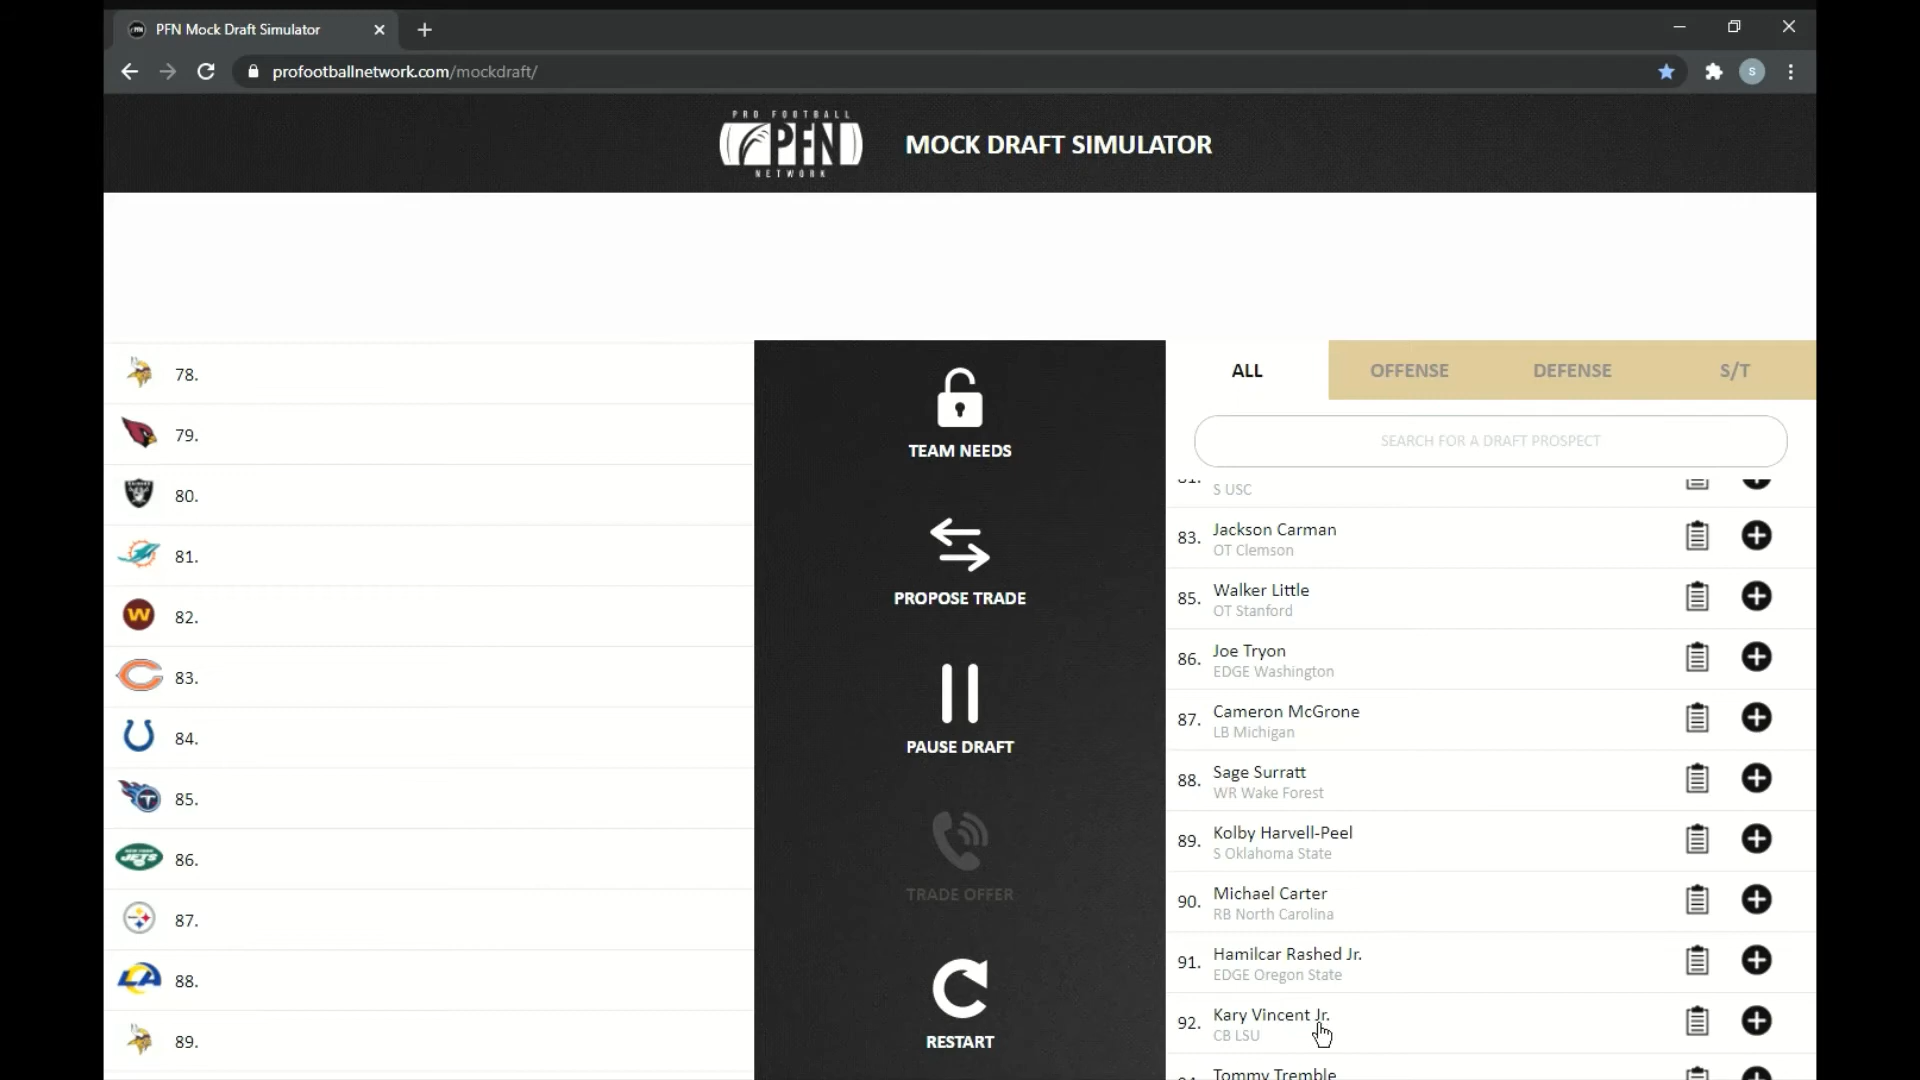 PFN Mock Draft Simulator
profootballnetwork.com/mockdraft/
S
PRO FOOTBALL
PFN
NETWORK
MOCK DRAFT SIMULATOR
78.
79.
80.
81.
82.
83.
84.
85.
86.
87.
88.
89.
TEAM NEEDS
PROPOSE TRADE
PAUSE DRAFT
TRADE OFFER
RESTART
ALL
OFFENSE
DEFENSE
S/T
SEARCH FOR A DRAFT PROSPECT
S USC
83.
Jackson Carman
OT Clemson
85.
Walker Little
OT Stanford
86.
Joe Tryon
EDGE Washington
87.
Cameron McGrone
LB Michigan
88.
Sage Surratt
WR Wake Forest
89.
Kolby Harvell-Peel
S Oklahoma State
90.
Michael Carter
RB North Carolina
91.
Hamilcar Rashed Jr.
EDGE Oregon State
92.
Kary Vincent Jr.
CB LSU
Tommy Tremble